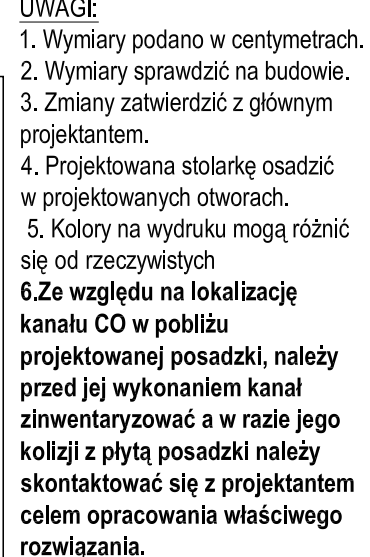 UWAGI:
1. Wymiary podano w centymetrach.
2. Wymiary sprawdzić na budowie.
3. Zmiany zatwierdzić z głównym
projektantem.
4. Projektowana stolarkę osadzić
w projektowanych otworach.
5. Kolory na wydruku mogą różnić
się od rzeczywistych
6.Ze względu na lokalizację
kanału CO w pobliżu
projektowanej posadzki, należy
przed jej wykonaniem kanał
zinwentaryzować a w razie jego
kolizji z płytą posadzki należy
skontaktować się z projektantem
celem opracowania właściwego
rozwiązania.